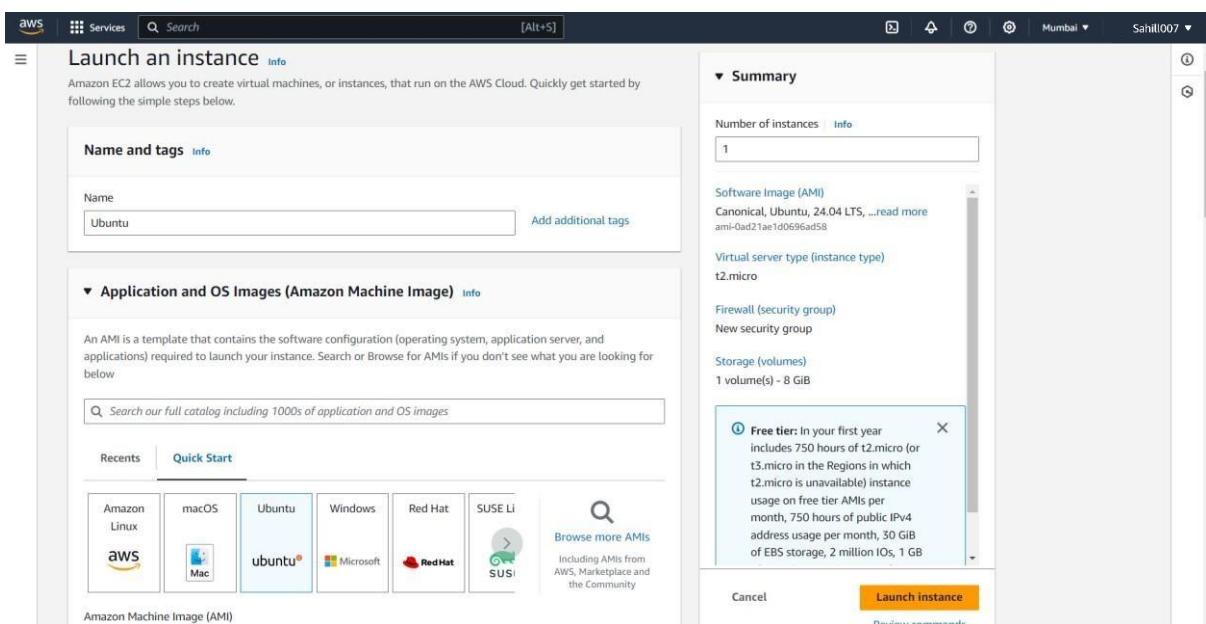 aws
Services
Search
[Alt+S]
Mumbai
Sahill007
Launch an instance Info
Amazon EC2 allows you to create virtual machines, or instances, that run on the AWS Cloud. Quickly get started by
following the simple steps below.
Name and tags Info
Name
Ubuntu
Add additional tags
Application and OS Images (Amazon Machine Image) Info
An AMI is a template that contains the software configuration (operating system, application server, and
applications) required to launch your instance. Search or Browse for AMIs if you don't see what you are looking for
below
Search our full catalog including 1000s of application and OS images
Recents
Quick Start
Amazon
Linux
aws
macOS
Mac
Ubuntu
ubuntu
Windows
Microsoft
Red Hat
Red Hat
SUSE Li
SUS
Browse more AMIs
Including AMIs from
AWS, Marketplace and
the Community
Amazon Machine Image (AMI)
Summary
Number of instances Info
1
Software Image (AMI)
Canonical, Ubuntu, 24.04 LTS, ...read more
ami-0ad21ae1d0696ad58
Virtual server type (instance type)
t2.micro
Firewall (security group)
New security group
Storage (volumes)
1 volume(s) - 8 GiB
Free tier: In your first year
includes 750 hours of t2.micro (or
t3.micro in the Regions in which
t2.micro is unavailable) instance
usage on free tier AMIs per
month, 750 hours of public IPv4
address usage per month, 30 GiB
of EBS storage, 2 million IOs, 1 GB
Cancel
Launch instance
Review commands